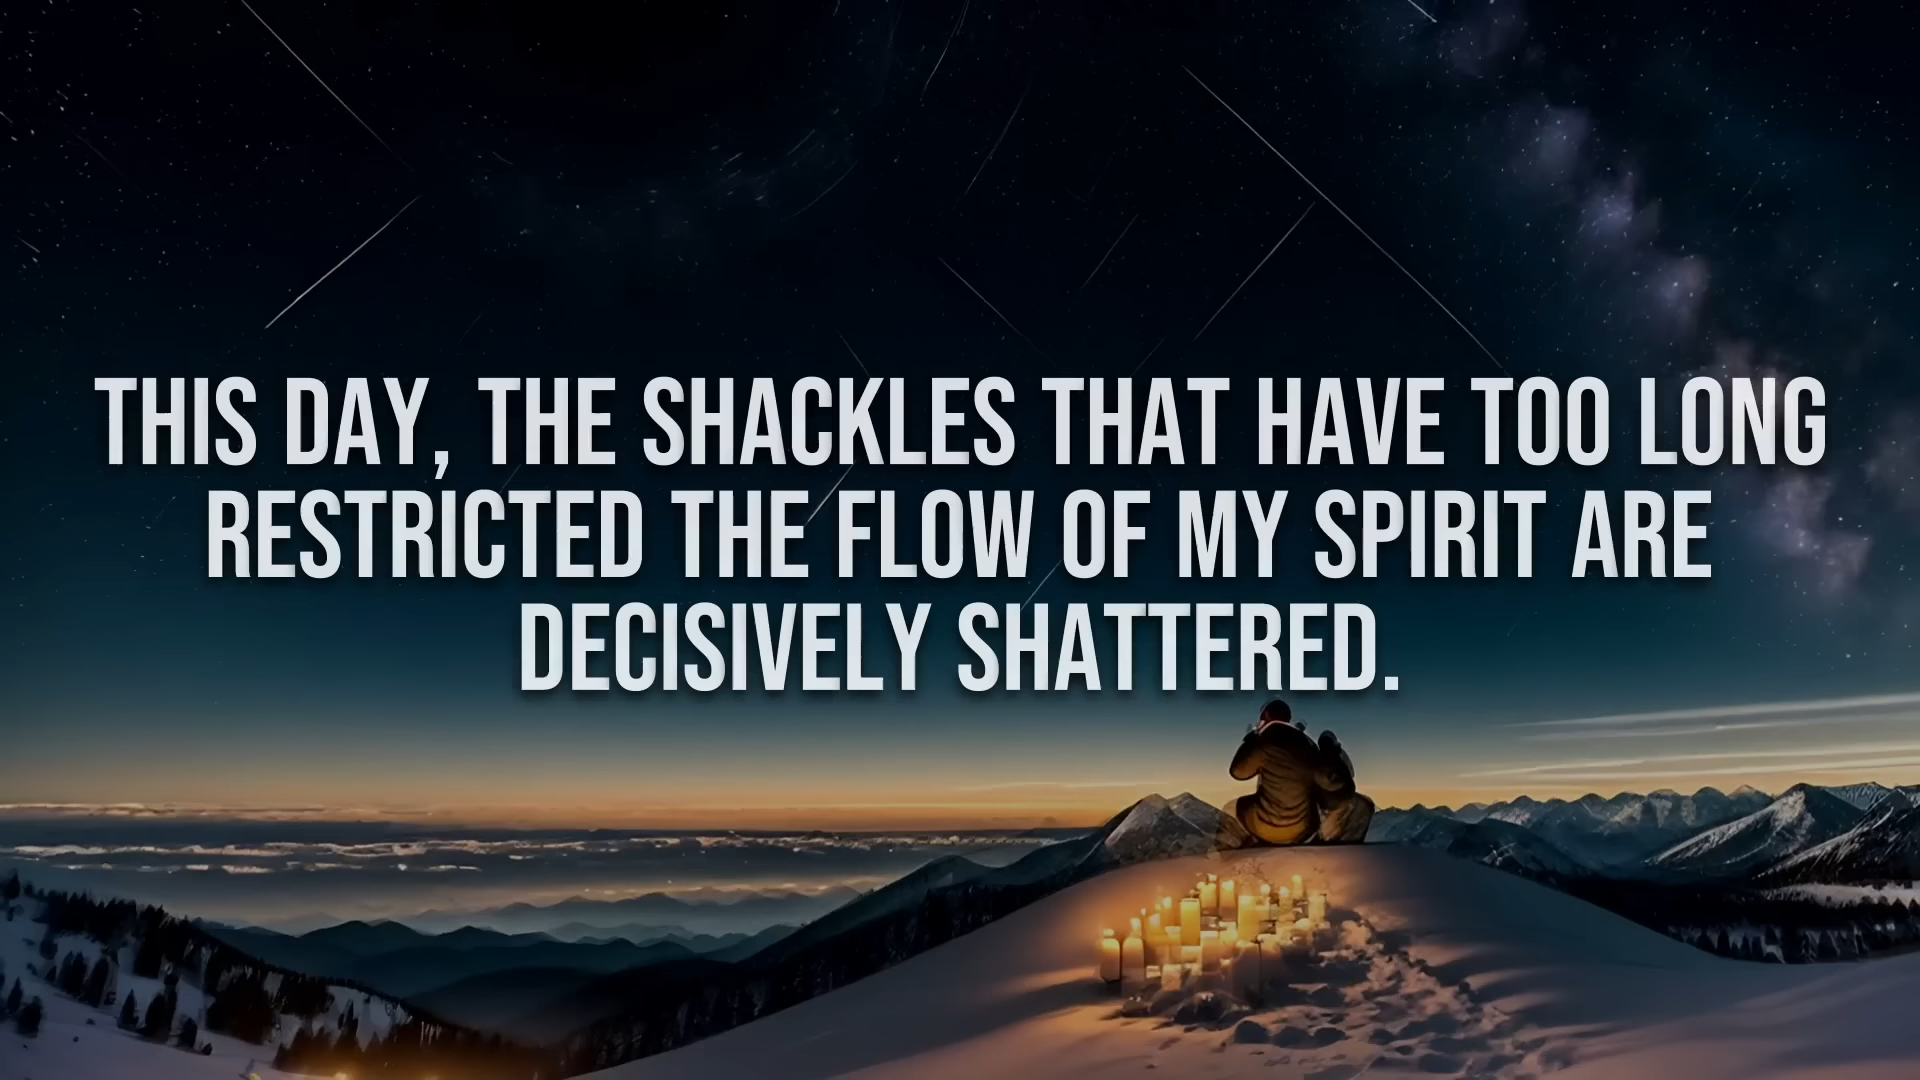 THIS DAY, THE SHACKLES THAT HAVE TOO LONG
RESTRICTED THE FLOW OF MY SPIRIT ARE
DECISIVELY SHATTERED.